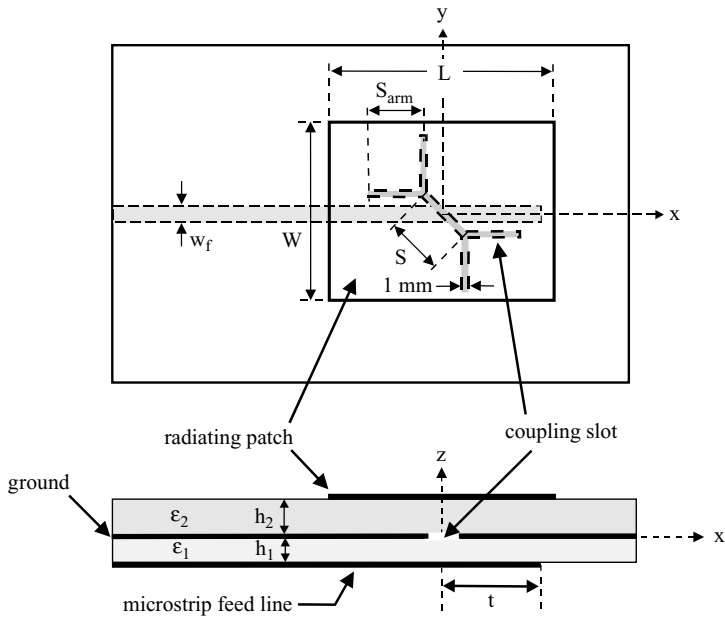 y
L
S_arm
x
w_f
W
S
1 mm
radiating patch
coupling slot
z
ground
ε_2
h_2
x
ε_1
h_1
microstrip feed line
t